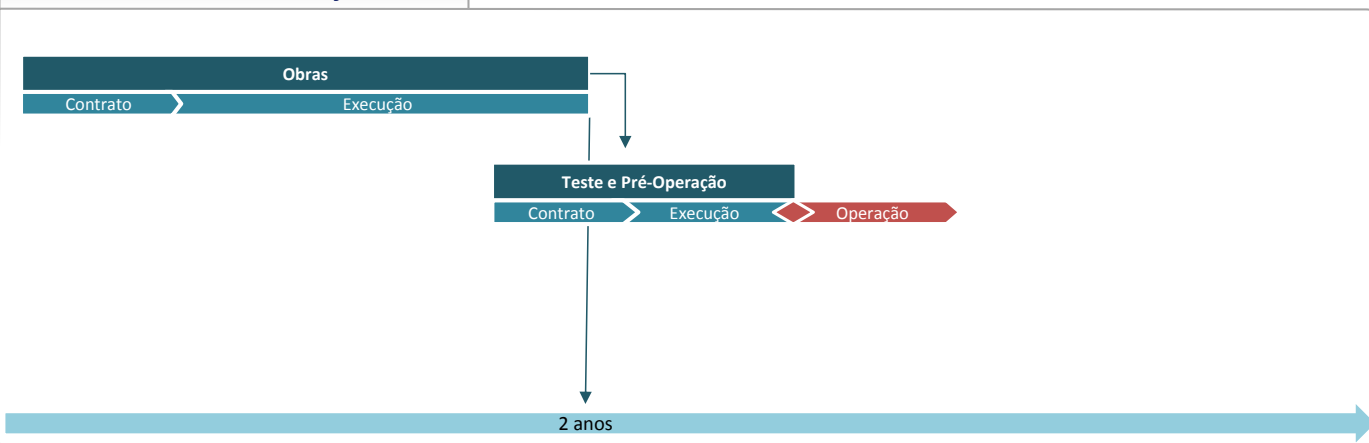 Obras
Contrato
Execução
Teste e Pré-Operação
Contrato
Execução
Operação
2 anos